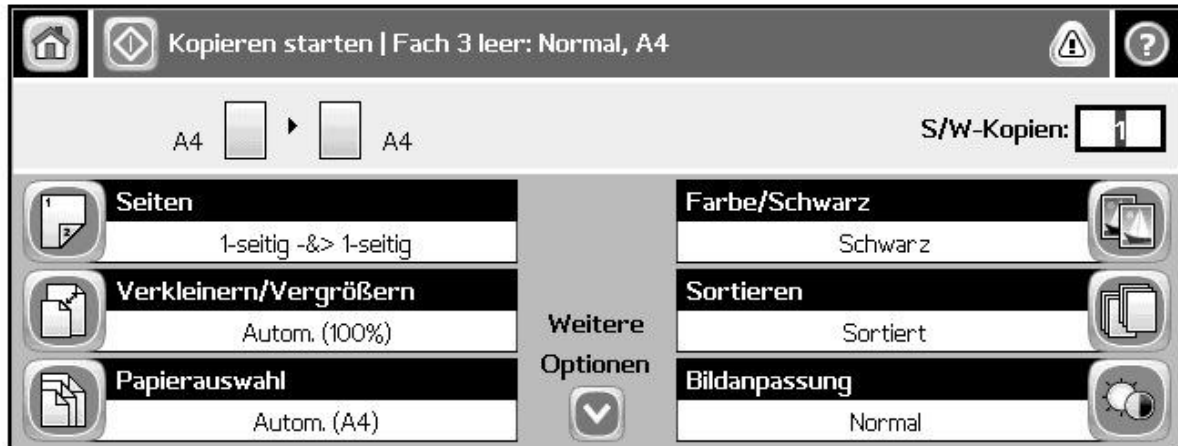 Kopieren starten | Fach 3 leer: Normal, A4
?
A4 A4
S/W-Kopien: 1
Seiten
1-seitig -&> 1-seitig
Verkleinern/Vergrößern
Autom. (100%)
Papierauswahl
Autom. (A4)
Weitere
Optionen
Farbe/Schwarz
Schwarz
Sortieren
Sortiert
Bildanpassung
Normal